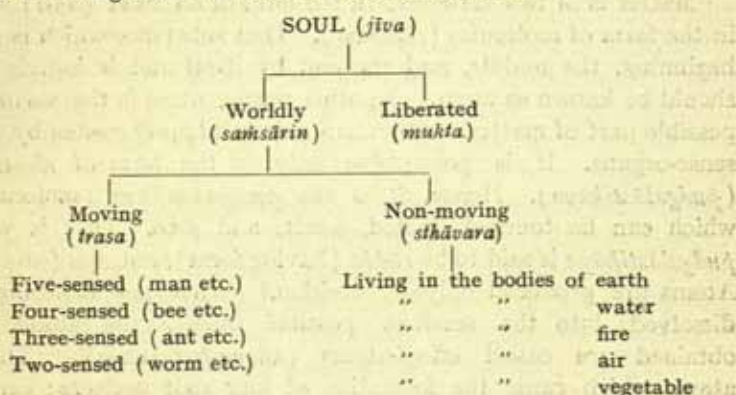 SOUL (jīva)
Worldly Liberated
(saṁsārin) (mukta)
Moving Non-moving
(trasa) (sthāvara)
Five-sensed (man etc.) Living in the bodies of earth
Four-sensed (bee etc.) " " water
Three-sensed (ant etc.) " " fire
Two-sensed (worm etc.) " " air
" " vegetable